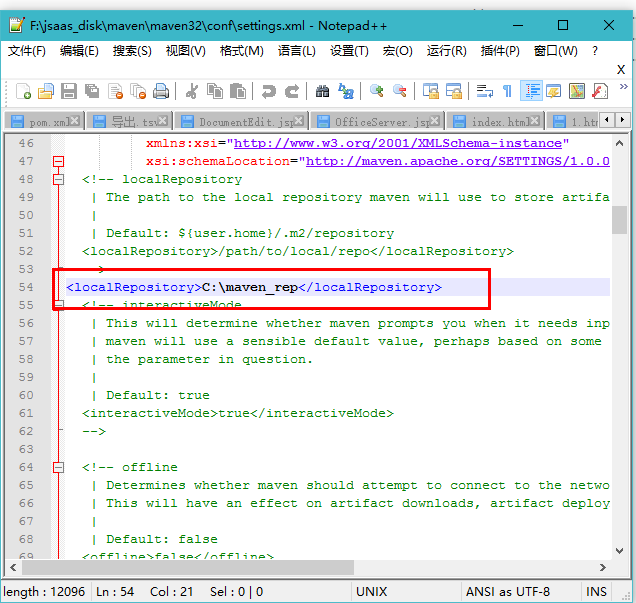 F:\jsaas_disk\maven\maven32\conf\settings.xml - Notepad++
文件(F) 编辑(E) 搜索(S) 视图(V) 格式(M) 语言(L) 设置(T) 宏(O) 运行(R) 插件(P) 窗口(W) ?
X
pom.xml 导出.tsv DocumentEdit.jsp OfficeServer.jsp index.html 1.htm
46 xmlns:xsi="http://www.w3.org/2001/XMLSchema-instance"
47 xsi:schemaLocation="http://maven.apache.org/SETTINGS/1.0.0
48 <!-- localRepository
49 | The path to the local repository maven will use to store artifa
50 |
51 | Default: ${user.home}/.m2/repository
52 <localRepository>/path/to/local/repo</localRepository>
53 >
54 <localRepository>C:\maven_rep</localRepository>
55 <!-- interactiveMode
56 | This will determine whether maven prompts you when it needs inp
57 | maven will use a sensible default value, perhaps based on some
58 | the parameter in question.
59 |
60 | Default: true
61 <interactiveMode>true</interactiveMode>
62 -->
63
64 <!-- offline
65 | Determines whether maven should attempt to connect to the netwo
66 | This will have an effect on artifact downloads, artifact deploy
67 |
68 | Default: false
69 <offline>false</offline>
length : 12096 Ln : 54 Col : 21 Sel : 0 | 0 UNIX ANSI as UTF-8 INS